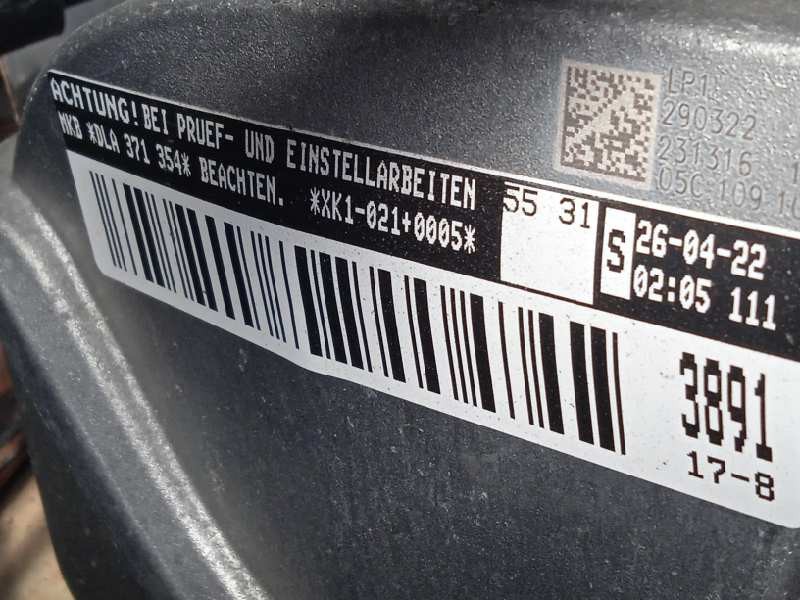 ACHTUNG! BEI PRUEF- UND EINSTELLARBEITEN
MKB *DLA 371 354* BEACHTEN. *XK1-021+0005*
55 31
S
26-04-22
02:05 111
3891
17-8
LP1
290322
231316
05C 109